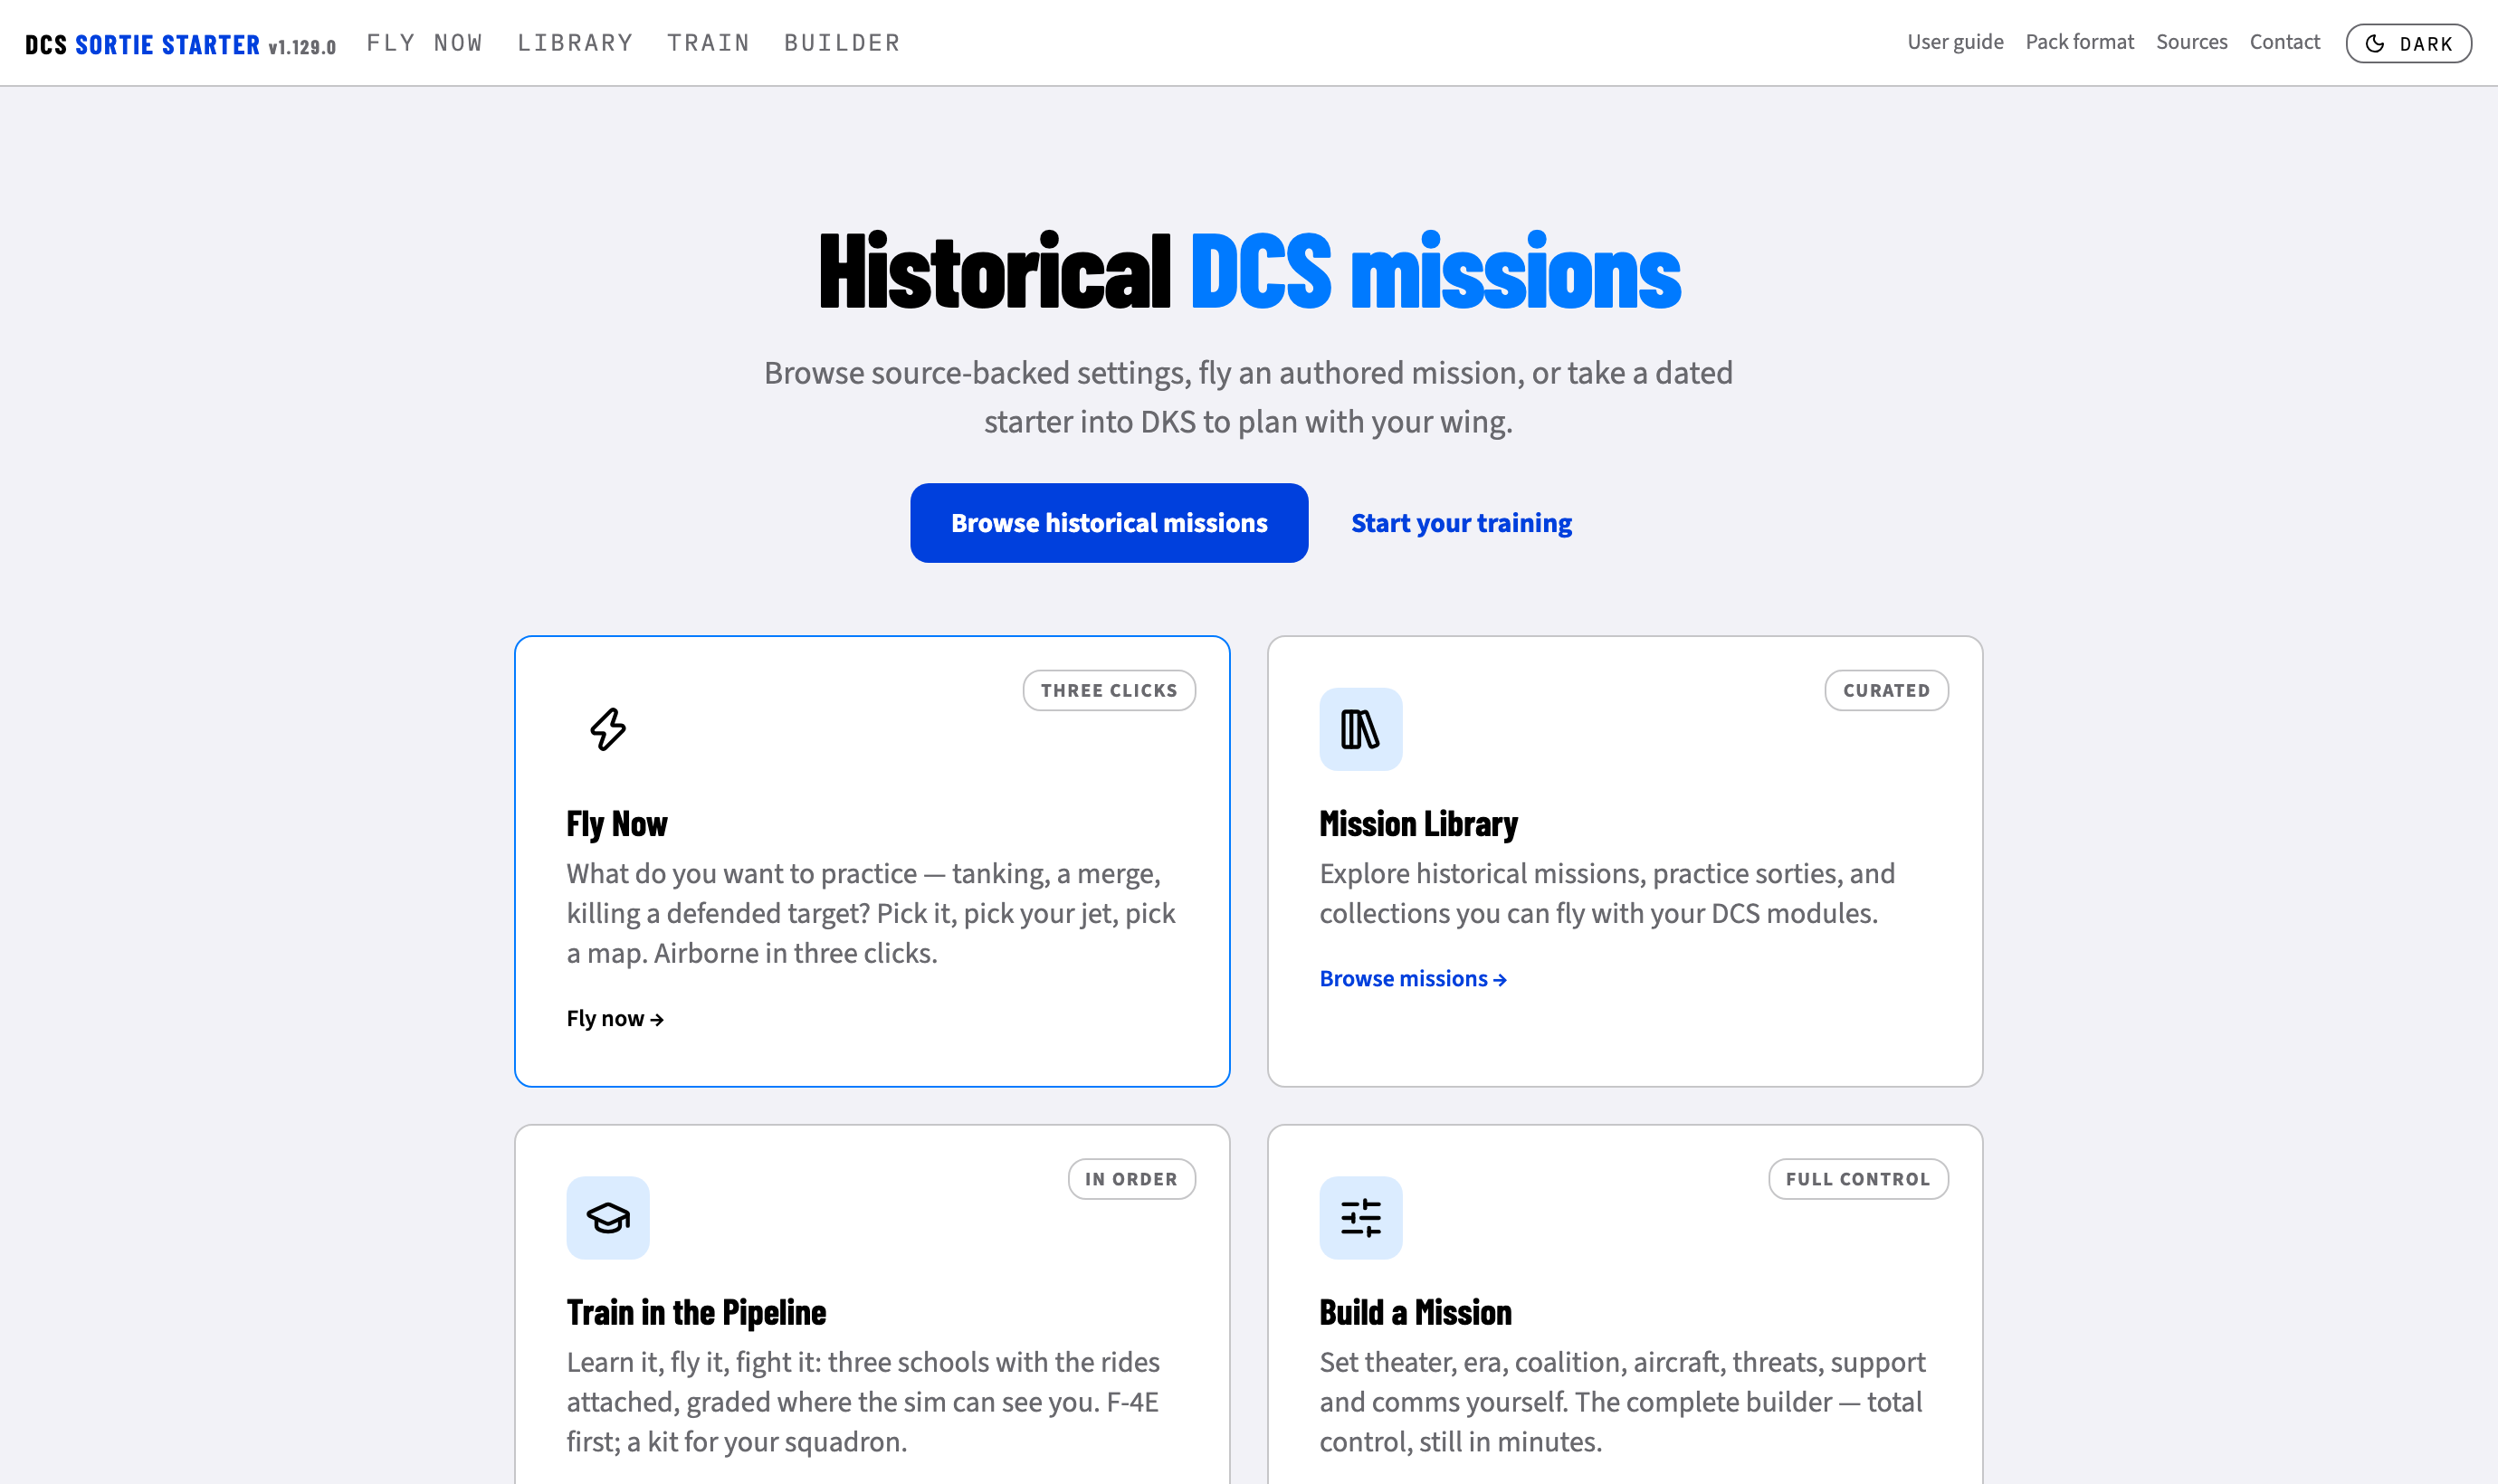 DCS SORTIE STARTER v1.129.0 FLY NOW LIBRARY TRAIN BUILDER User guide Pack format Sources Contact DARK
Historical DCS missions
Browse source-backed settings, fly an authored mission, or take a dated
starter into DKS to plan with your wing.
Browse historical missions Start your training
THREE CLICKS
Fly Now
What do you want to practice — tanking, a merge,
killing a defended target? Pick it, pick your jet, pick
a map. Airborne in three clicks.
Fly now →
CURATED
Mission Library
Explore historical missions, practice sorties, and
collections you can fly with your DCS modules.
Browse missions →
IN ORDER
Train in the Pipeline
Learn it, fly it, fight it: three schools with the rides
attached, graded where the sim can see you. F-4E
first; a kit for your squadron.
FULL CONTROL
Build a Mission
Set theater, era, coalition, aircraft, threats, support
and comms yourself. The complete builder — total
control, still in minutes.